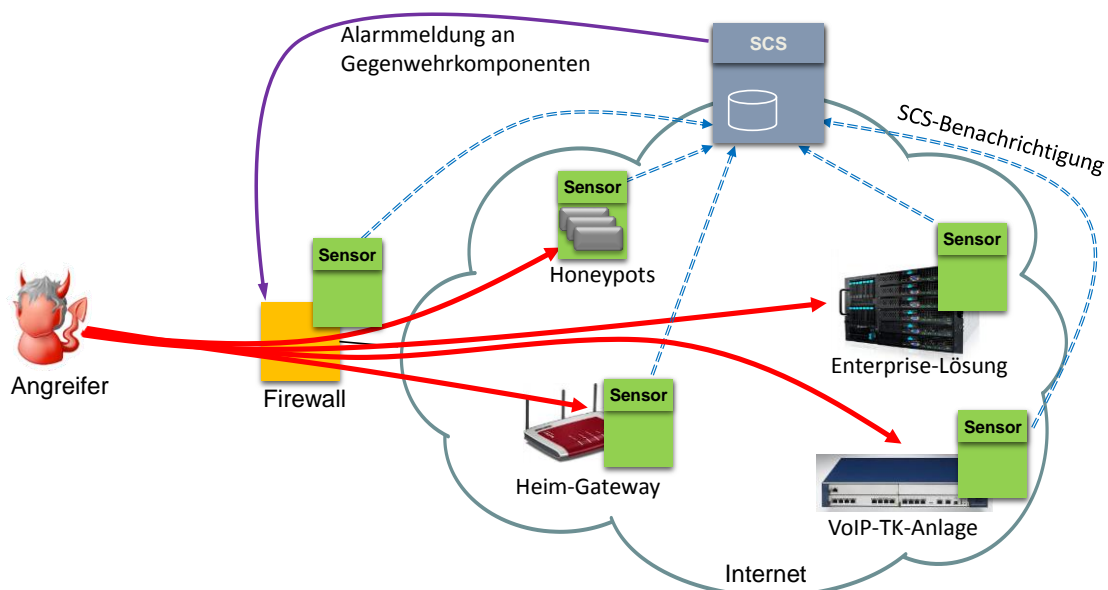 Alarmmeldung an
Gegenwehrkomponenten
SCS
SCS-Benachrichtigung
Sensor
Honeypots
Sensor
Sensor
Angreifer
Firewall
Enterprise-Lösung
Sensor
Heim-Gateway
Sensor
VoIP-TK-Anlage
Internet